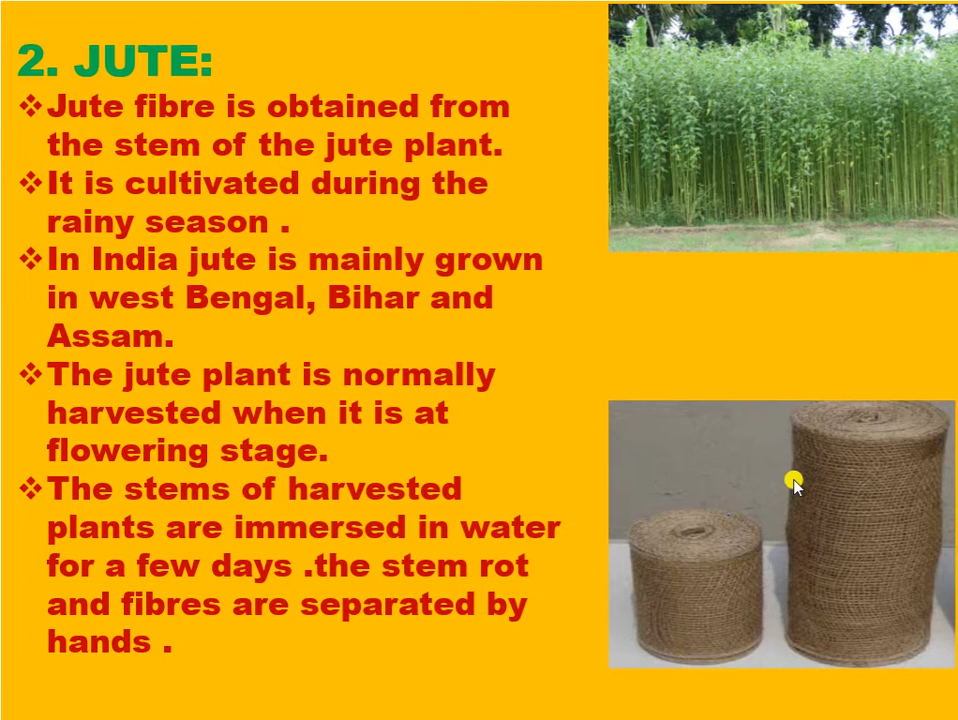 2. JUTE:
❖Jute fibre is obtained from
the stem of the jute plant.
❖It is cultivated during the
rainy season .
❖In India jute is mainly grown
in west Bengal, Bihar and
Assam.
❖The jute plant is normally
harvested when it is at
flowering stage.
❖The stems of harvested
plants are immersed in water
for a few days .the stem rot
and fibres are separated by
hands .